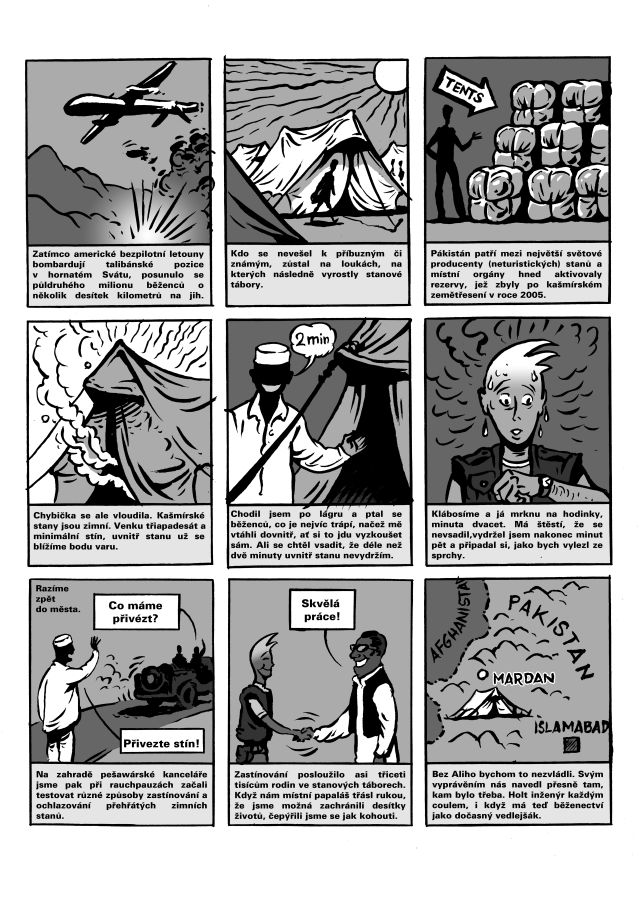 Zatímco americké bezpilotní letouny
bombardují talibánské pozice
v hornatém Svátu, posunulo se
půldruhého milionu běženců o
několik desítek kilometrů na jih.
Kdo se nevešel k příbuzným či
známým, zůstal na loukách, na
kterých následně vyrostly stanové
tábory.
TENTS
Pákistán patří mezi největší světové
producenty (neturistických) stanů a
místní orgány hned aktivovaly
rezervy, jež zbyly po kašmírském
zemětřesení v roce 2005.
Chybička se ale vloudila. Kašmírské
stany jsou zimní. Venku třiapadesát a
minimální stín, uvnitř stanu už se
blížíme bodu varu.
2 min
Chodil jsem po lágru a ptal se
běženců, co je nejvíc trápí, načež mě
vtáhli dovnitř, ať si to jdu vyzkoušet
sám. Ali se chtěl vsadit, že déle než
dvě minuty uvnitř stanu nevydržím.
Klábosíme a já mrknu na hodinky,
minuta dvacet. Má štěstí, že se
nevsadil,vydržel jsem nakonec minut
pět a připadal si, jako bych vylezl ze
sprchy.
Razíme
zpět
do města.
Co máme
přivézt?
Přivezte stín!
Na zahradě pešawárské kanceláře
jsme pak při rauchpauzách začali
testovat různé způsoby zastínování a
ochlazování přehřátých zimních
stanů.
Skvělá
práce!
Zastínování posloužilo asi třiceti
tisícům rodin ve stanových táborech.
Když nám místní papaláš třásl rukou,
že jsme možná zachránili desítky
životů, čepýřili jsme se jak kohouti.
AFGHANISTAN
PAKISTAN
MARDAN
ISLAMABAD
Bez Aliho bychom to nezvládli. Svým
vyprávěním nás navedl přesně tam,
kam bylo třeba. Holt inženýr každým
coulem, i když má teď běženectví
jako dočasný vedlejšák.